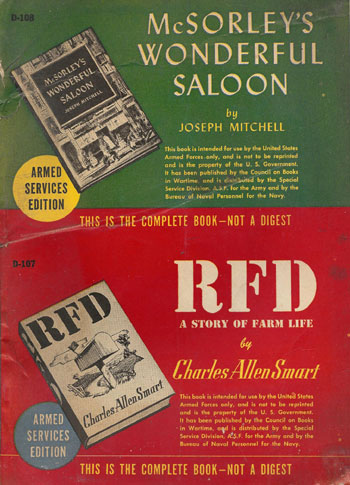 D-108
McSORLEY'S
WONDERFUL
SALOON
by
JOSEPH MITCHELL
McSORLEY'S
WONDERFUL
SALOON
JOSEPH MITCHELL
This book is intended for use by the United States
Armed Forces only, and is not to be reprinted
and is the property of the U. S. Government.
It has been published by the Council on Books
in Wartime, and is distributed by the Special
Service Division, A.S.F. for the Army and by the
Bureau of Naval Personnel for the Navy.
ARMED
SERVICES
EDITION
THIS IS THE COMPLETE BOOK—NOT A DIGEST
D-107
RFD
A STORY OF FARM LIFE
by
Charles Allen Smart
RFD
Charles Allen Smart
This book is intended for use by the United States
Armed Forces only, and is not to be reprinted
and is the property of the U. S. Government.
It has been published by the Council on Books
in Wartime, and is distributed by the Special
Service Division, A.S.F. for the Army and by the
Bureau of Naval Personnel for the Navy.
ARMED
SERVICES
EDITION
THIS IS THE COMPLETE BOOK—NOT A DIGEST